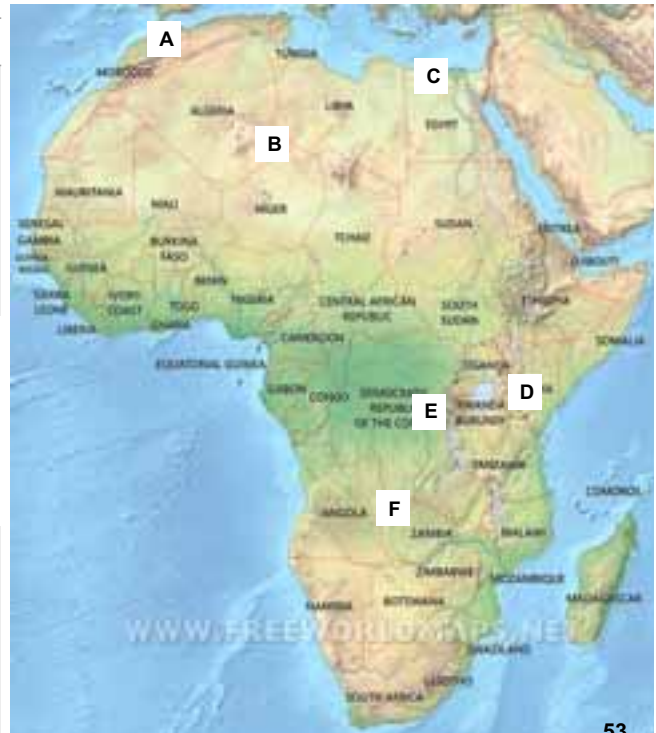 A
TUNISIA
MOROCCO
C
ALGERIA
LIBYA
EGYPT
B
MAURITANIA
MALI
NIGER
TCHAD
SUDAN
ERITREA
SENEGAL
GAMBIA
BURKINA
FASO
DJIBOUTI
GUINEA
BENIN
SIERRA
LEONE
IVORY
COAST
TOGO
NIGERIA
CENTRAL AFRICAN
REPUBLIC
SOUTH
SUDAN
ETHIOPIA
LIBERIA
GHANA
CAMEROON
SOMALIA
EQUATORIAL GUINEA
UGANDA
D
GABON
CONGO
DEMOCRATIC
REPUBLIC
OF THE
E
RWANDA
BURUNDI
TANZANIA
COMOROS
F
ANGOLA
ZAMBIA
MALAWI
ZIMBABWE
MOZAMBIQUE
NAMIBIA
BOTSWANA
MADAGASCAR
WWW.FREEWORLDMAPS.NET
SWAZILAND
LESOTHO
SOUTH AFRICA
53